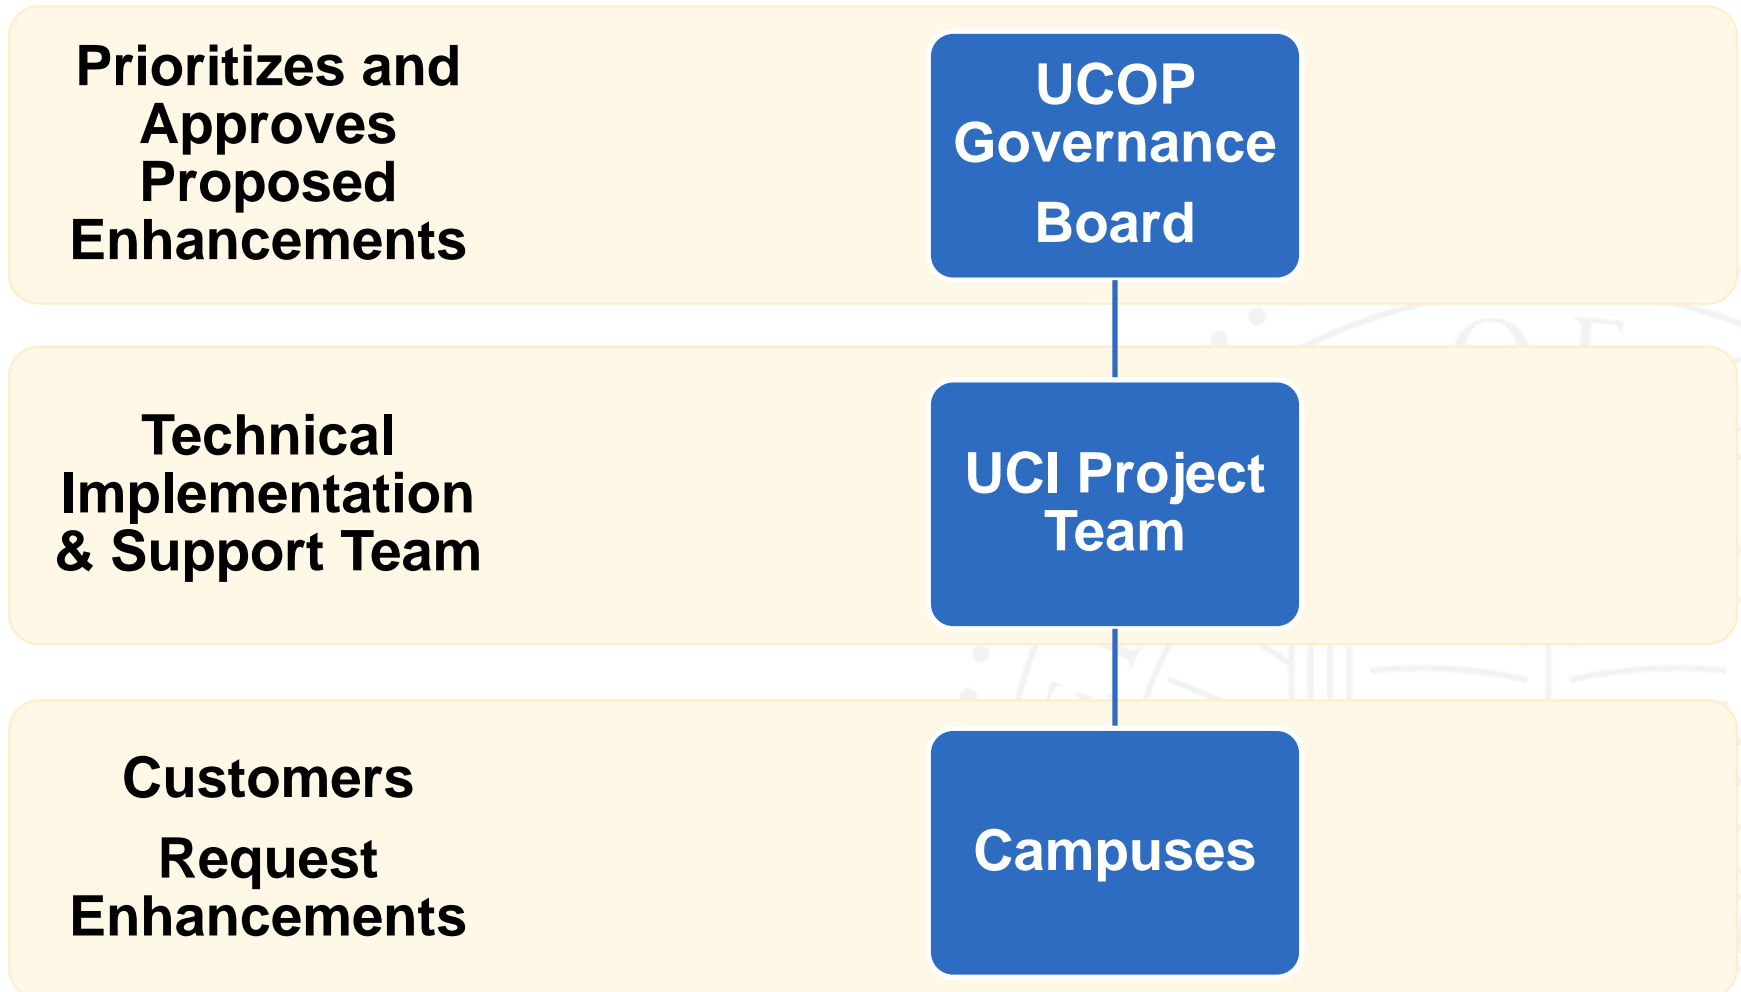 Prioritizes and
Approves
Proposed
Enhancements
UCOP
Governance
Board
Technical
Implementation
& Support Team
UCI Project
Team
Customers
Request
Enhancements
Campuses